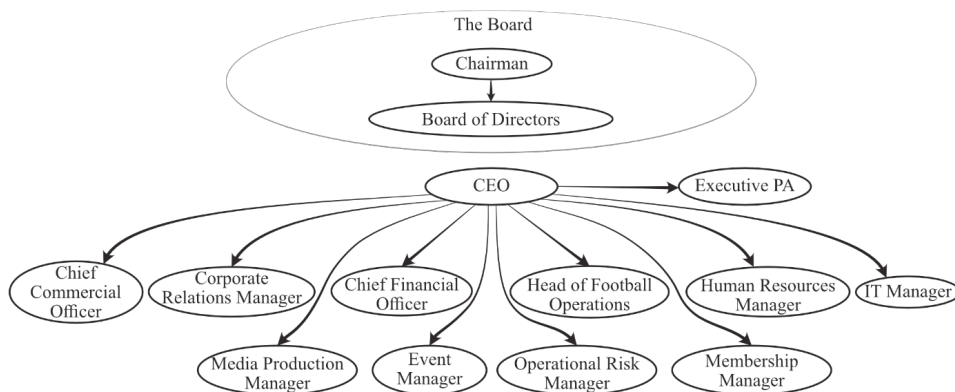 The Board
Chairman
Board of Directors
CEO
Executive PA
Chief
Commercial
Officer
Corporate
Relations Manager
Chief Financial
Officer
Head of Football
Operations
Human Resources
Manager
IT Manager
Media Production
Manager
Event
Manager
Operational Risk
Manager
Membership
Manager